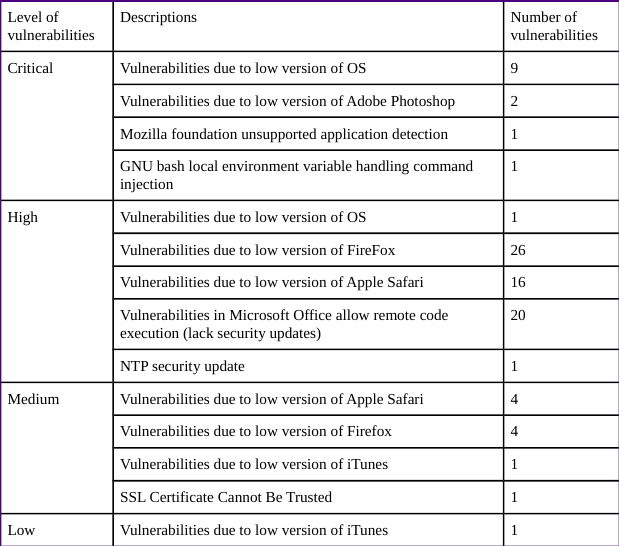 Level of vulnerabilities Descriptions Number of vulnerabilities
Critical Vulnerabilities due to low version of OS 9
Vulnerabilities due to low version of Adobe Photoshop 2
Mozilla foundation unsupported application detection 1
GNU bash local environment variable handling command 1
injection
High Vulnerabilities due to low version of OS 1
Vulnerabilities due to low version of FireFox 26
Vulnerabilities due to low version of Apple Safari 16
Vulnerabilities in Microsoft Office allow remote code 20
execution (lack security updates)
NTP security update 1
Medium Vulnerabilities due to low version of Apple Safari 4
Vulnerabilities due to low version of Firefox 4
Vulnerabilities due to low version of iTunes 1
SSL Certificate Cannot Be Trusted 1
Low Vulnerabilities due to low version of iTunes 1